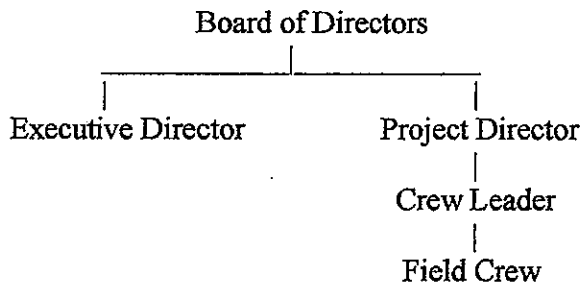 Board of Directors
Executive Director
Project Director
Crew Leader
Field Crew